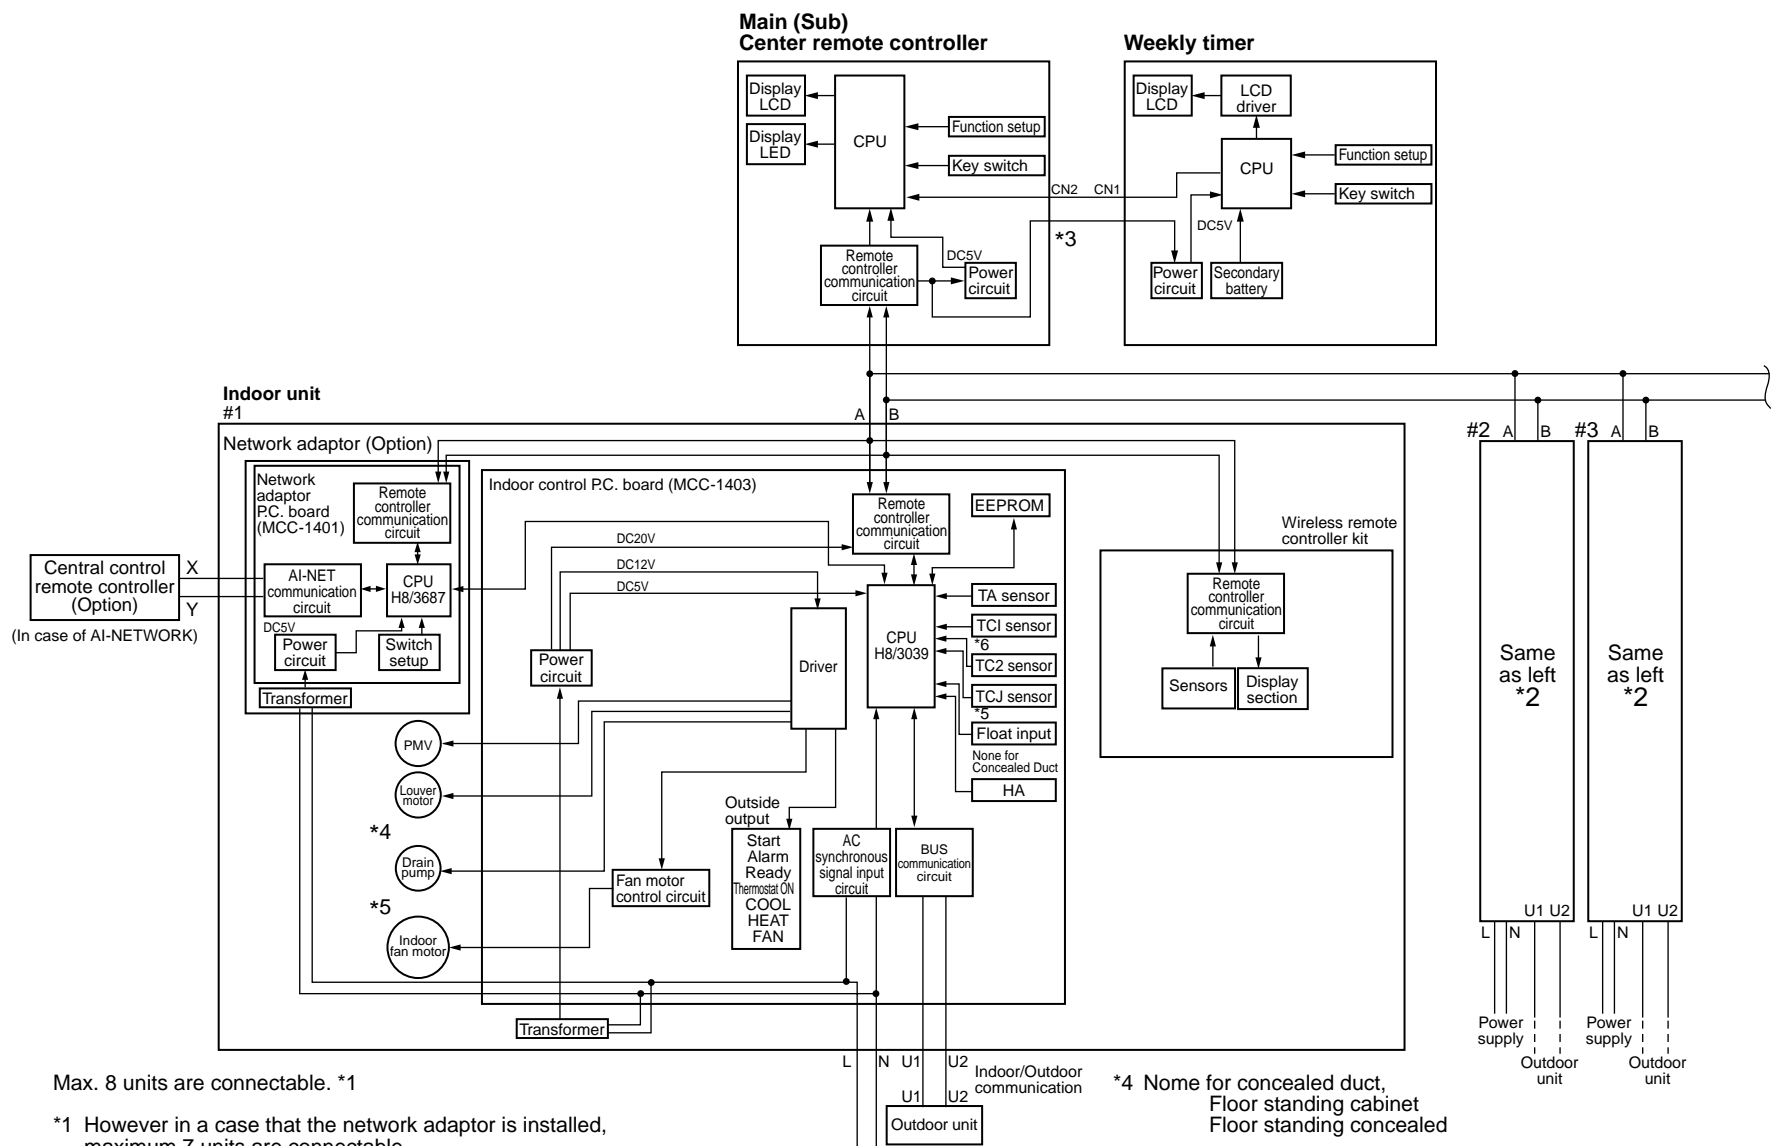 Main (Sub)
Center remote controller
Weekly timer
Display
LCD
Display
LED
CPU
Function setup
Key switch
CN2
CN1
Display
LCD
LCD
driver
CPU
Function setup
Key switch
DC5V
*3
Remote
controller
communication
circuit
DC5V
Power
circuit
Power
circuit
Secondary
battery
Indoor unit
#1
A
B
Network adaptor (Option)
Network
adaptor
P.C. board
(MCC-1401)
Remote
controller
communication
circuit
Central control
remote controller
(Option)
X
Y
(In case of AI-NETWORK)
AI-NET
communication
circuit
CPU
H8/3687
DC5V
Power
circuit
Switch
setup
Transformer
Indoor control P.C. board (MCC-1403)
Remote
controller
communication
circuit
EEPROM
DC20V
DC12V
DC5V
Power
circuit
Driver
CPU
H8/3039
TA sensor
TCI sensor
*6
TC2 sensor
TCJ sensor
*5
Float input
None for
Concealed Duct
HA
PMV
Louver
motor
*4
Drain
pump
*5
Indoor
fan motor
Fan motor
control circuit
Outside
output
Start
Alarm
Ready
Thermostat ON
COOL
HEAT
FAN
AC
synchronous
signal input
circuit
BUS
communication
circuit
Transformer
Wireless remote
controller kit
Remote
controller
communication
circuit
Sensors
Display
section
#2
A
B
Same
as left
*2
U1 U2
L
N
Power
supply
Outdoor
unit
#3
A
B
Same
as left
*2
U1 U2
L
N
Power
supply
Outdoor
unit
L
N
U1
U2
Indoor/Outdoor
communication
U1
U2
Outdoor unit
Max. 8 units are connectable. *1
*1 However in a case that the network adaptor is installed,
maximum 7 units are connectable
*4 Nome for concealed duct,
Floor standing cabinet
Floor standing concealed